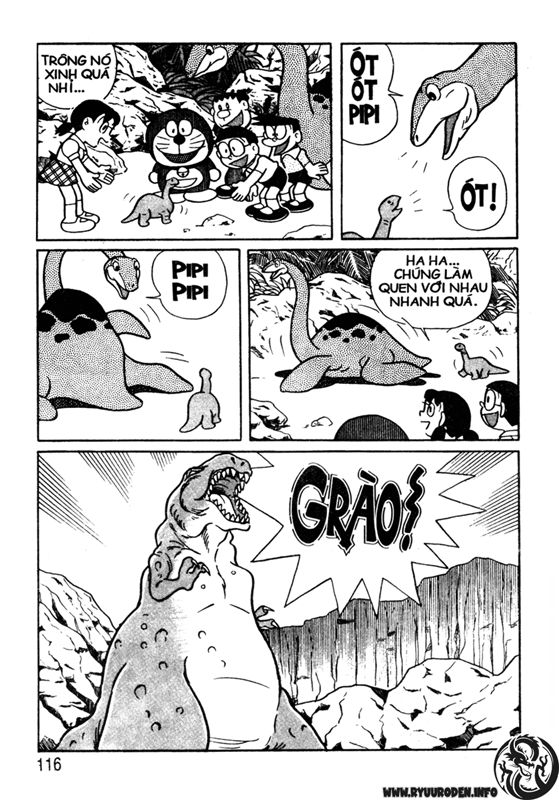 TRÔNG NÓ
XINH QUÁ
NHỈ...
ÓT
ÓT
PIPI
ÓT!
PIPI
PIPI
HA HA...
CHÚNG LÀM
QUEN VỚI NHAU
NHANH QUÁ.
GRÀO!
116
WWW.RYUURODEN.INFO